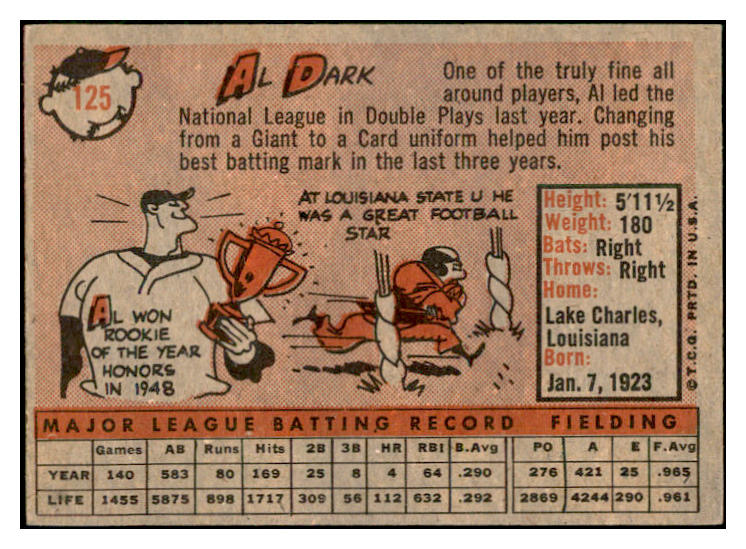 125
AL DARK
One of the truly fine all
around players, Al led the
National League in Double Plays last year. Changing
from a Giant to a Card uniform helped him post his
best batting mark in the last three years.
AL WON
ROOKIE
OF THE YEAR
HONORS
IN 1948
AT LOUISIANA STATE U HE
WAS A GREAT FOOTBALL
STAR
Height: 5'11½
Weight: 180
Bats: Right
Throws: Right
Home:
Lake Charles,
Louisiana
Born:
Jan. 7, 1923
© T.C.G. PRTD. IN U.S.A.
MAJOR LEAGUE BATTING RECORD FIELDING
Games AB Runs Hits 2B 3B HR RBI B.Avg PO A E F.Avg
YEAR 140 583 80 169 25 8 4 64 .290 276 421 25 .965
LIFE 1455 5875 898 1717 309 56 112 632 .292 2869 4244 290 .961